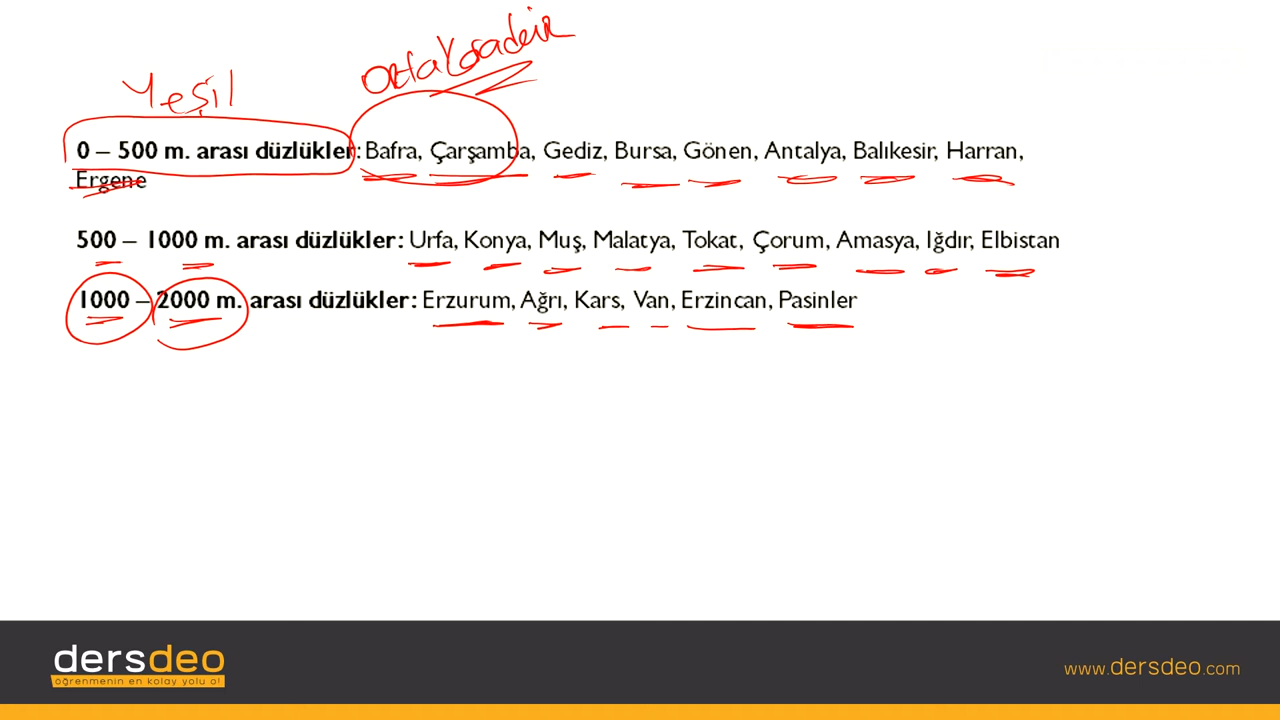 Orta Karadeniz
Yeşil
0 – 500 m. arası düzlükler: Bafra, Çarşamba, Gediz, Bursa, Gönen, Antalya, Balıkesir, Harran,
Ergene
500 – 1000 m. arası düzlükler: Urfa, Konya, Muş, Malatya, Tokat, Çorum, Amasya, Iğdır, Elbistan
1000 – 2000 m. arası düzlükler: Erzurum, Ağrı, Kars, Van, Erzincan, Pasinler
dersdeo
öğrenmenin en kolay yolu o!
www.dersdeo.com